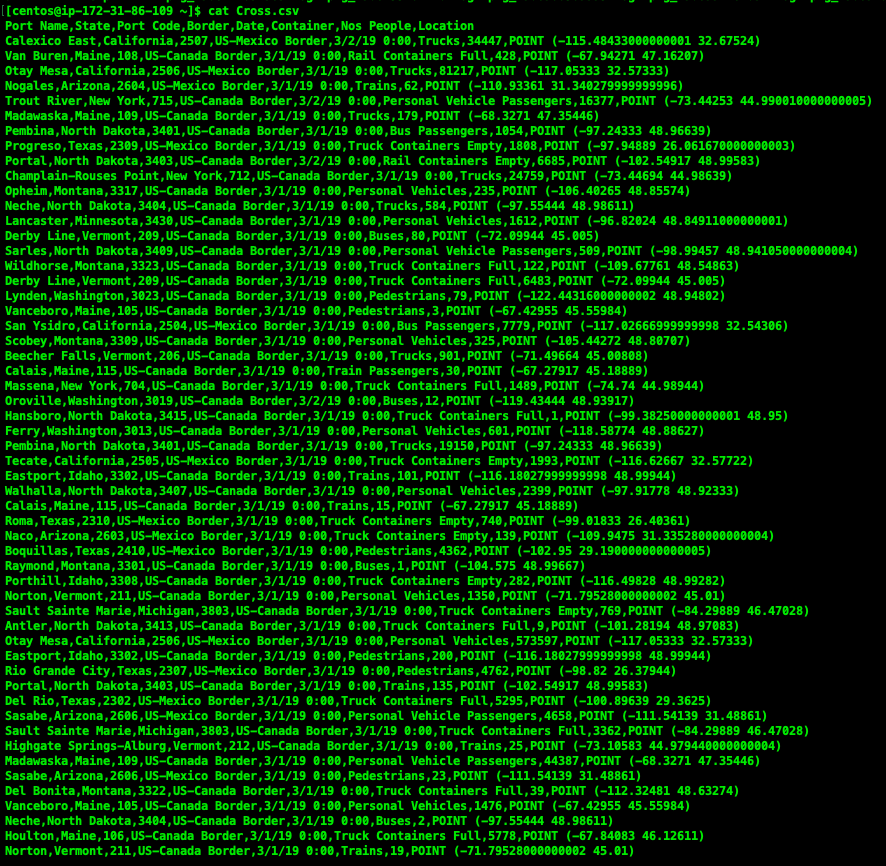 [[centos@ip-172-31-86-109 ~]$ cat Cross.csv
Port Name,State,Port Code,Border,Date,Container,Nos People,Location
Calexico East,California,2507,US-Mexico Border,3/2/19 0:00,Trucks,34447,POINT (-115.48433000000001 32.67524)
Van Buren,Maine,108,US-Canada Border,3/1/19 0:00,Rail Containers Full,428,POINT (-67.94271 47.16207)
Otay Mesa,California,2506,US-Mexico Border,3/1/19 0:00,Trucks,81217,POINT (-117.05333 32.57333)
Nogales,Arizona,2604,US-Mexico Border,3/1/19 0:00,Trains,62,POINT (-110.93361 31.340279999999996)
Trout River,New York,715,US-Canada Border,3/2/19 0:00,Personal Vehicle Passengers,16377,POINT (-73.44253 44.990010000000005)
Madawaska,Maine,109,US-Canada Border,3/1/19 0:00,Trucks,179,POINT (-68.3271 47.35446)
Pembina,North Dakota,3401,US-Canada Border,3/1/19 0:00,Bus Passengers,1054,POINT (-97.24333 48.96639)
Progreso,Texas,2309,US-Mexico Border,3/1/19 0:00,Truck Containers Empty,1808,POINT (-97.94889 26.061670000000003)
Portal,North Dakota,3403,US-Canada Border,3/2/19 0:00,Rail Containers Empty,6685,POINT (-102.54917 48.99583)
Champlain-Rouses Point,New York,712,US-Canada Border,3/1/19 0:00,Trucks,24759,POINT (-73.44694 44.98639)
Opheim,Montana,3317,US-Canada Border,3/1/19 0:00,Personal Vehicles,235,POINT (-106.40265 48.85574)
Neche,North Dakota,3404,US-Canada Border,3/1/19 0:00,Trucks,584,POINT (-97.55444 48.98611)
Lancaster,Minnesota,3430,US-Canada Border,3/1/19 0:00,Personal Vehicles,1612,POINT (-96.82024 48.84911000000001)
Derby Line,Vermont,209,US-Canada Border,3/1/19 0:00,Buses,80,POINT (-72.09944 45.005)
Sarles,North Dakota,3409,US-Canada Border,3/1/19 0:00,Personal Vehicle Passengers,509,POINT (-98.99457 48.941050000000004)
Wildhorse,Montana,3323,US-Canada Border,3/1/19 0:00,Truck Containers Full,122,POINT (-109.67761 48.54863)
Derby Line,Vermont,209,US-Canada Border,3/1/19 0:00,Truck Containers Full,6483,POINT (-72.09944 45.005)
Lynden,Washington,3023,US-Canada Border,3/1/19 0:00,Pedestrians,79,POINT (-122.44316000000002 48.94802)
Vanceboro,Maine,105,US-Canada Border,3/1/19 0:00,Pedestrians,3,POINT (-67.42955 45.55984)
San Ysidro,California,2504,US-Mexico Border,3/1/19 0:00,Bus Passengers,7779,POINT (-117.02666999999998 32.54306)
Scobey,Montana,3309,US-Canada Border,3/1/19 0:00,Personal Vehicles,325,POINT (-105.44272 48.80707)
Beecher Falls,Vermont,206,US-Canada Border,3/1/19 0:00,Trucks,901,POINT (-71.49664 45.00808)
Calais,Maine,115,US-Canada Border,3/1/19 0:00,Train Passengers,30,POINT (-67.27917 45.18889)
Massena,New York,704,US-Canada Border,3/1/19 0:00,Truck Containers Full,1489,POINT (-74.74 44.98944)
Oroville,Washington,3019,US-Canada Border,3/2/19 0:00,Buses,12,POINT (-119.43444 48.93917)
Hansboro,North Dakota,3415,US-Canada Border,3/1/19 0:00,Truck Containers Full,1,POINT (-99.38250000000001 48.95)
Ferry,Washington,3013,US-Canada Border,3/1/19 0:00,Personal Vehicles,601,POINT (-118.58774 48.88627)
Pembina,North Dakota,3401,US-Canada Border,3/1/19 0:00,Trucks,19150,POINT (-97.24333 48.96639)
Tecate,California,2505,US-Mexico Border,3/1/19 0:00,Truck Containers Empty,1993,POINT (-116.62667 32.57722)
Eastport,Idaho,3302,US-Canada Border,3/1/19 0:00,Trains,101,POINT (-116.18027999999998 48.99944)
Walhalla,North Dakota,3407,US-Canada Border,3/1/19 0:00,Personal Vehicles,2399,POINT (-97.91778 48.92333)
Calais,Maine,115,US-Canada Border,3/1/19 0:00,Trains,15,POINT (-67.27917 45.18889)
Roma,Texas,2310,US-Mexico Border,3/1/19 0:00,Truck Containers Empty,740,POINT (-99.01833 26.40361)
Naco,Arizona,2603,US-Mexico Border,3/1/19 0:00,Truck Containers Empty,139,POINT (-109.9475 31.335280000000004)
Boquillas,Texas,2410,US-Mexico Border,3/1/19 0:00,Pedestrians,4362,POINT (-102.95 29.190000000000005)
Raymond,Montana,3301,US-Canada Border,3/1/19 0:00,Buses,1,POINT (-104.575 48.99667)
Porthill,Idaho,3308,US-Canada Border,3/1/19 0:00,Truck Containers Empty,282,POINT (-116.49828 48.99282)
Norton,Vermont,211,US-Canada Border,3/1/19 0:00,Personal Vehicles,1350,POINT (-71.79528000000002 45.01)
Sault Sainte Marie,Michigan,3803,US-Canada Border,3/1/19 0:00,Truck Containers Empty,769,POINT (-84.29889 46.47028)
Antler,North Dakota,3413,US-Canada Border,3/1/19 0:00,Truck Containers Full,9,POINT (-101.28194 48.97083)
Otay Mesa,California,2506,US-Mexico Border,3/1/19 0:00,Personal Vehicles,573597,POINT (-117.05333 32.57333)
Eastport,Idaho,3302,US-Canada Border,3/1/19 0:00,Pedestrians,200,POINT (-116.18027999999998 48.99944)
Rio Grande City,Texas,2307,US-Mexico Border,3/1/19 0:00,Pedestrians,4762,POINT (-98.82 26.37944)
Portal,North Dakota,3403,US-Canada Border,3/1/19 0:00,Trains,135,POINT (-102.54917 48.99583)
Del Rio,Texas,2302,US-Mexico Border,3/1/19 0:00,Truck Containers Full,5295,POINT (-100.89639 29.3625)
Sasabe,Arizona,2606,US-Mexico Border,3/1/19 0:00,Personal Vehicle Passengers,4658,POINT (-111.54139 31.48861)
Sault Sainte Marie,Michigan,3803,US-Canada Border,3/1/19 0:00,Truck Containers Full,3362,POINT (-84.29889 46.47028)
Highgate Springs-Alburg,Vermont,212,US-Canada Border,3/1/19 0:00,Trains,25,POINT (-73.10583 44.979440000000004)
Madawaska,Maine,109,US-Canada Border,3/1/19 0:00,Personal Vehicle Passengers,44387,POINT (-68.3271 47.35446)
Sasabe,Arizona,2606,US-Mexico Border,3/1/19 0:00,Pedestrians,23,POINT (-111.54139 31.48861)
Del Bonita,Montana,3322,US-Canada Border,3/1/19 0:00,Truck Containers Full,39,POINT (-112.32481 48.63274)
Vanceboro,Maine,105,US-Canada Border,3/1/19 0:00,Personal Vehicles,1476,POINT (-67.42955 45.55984)
Neche,North Dakota,3404,US-Canada Border,3/1/19 0:00,Buses,2,POINT (-97.55444 48.98611)
Houlton,Maine,106,US-Canada Border,3/1/19 0:00,Truck Containers Full,5778,POINT (-67.84083 46.12611)
Norton,Vermont,211,US-Canada Border,3/1/19 0:00,Trains,19,POINT (-71.79528000000002 45.01)